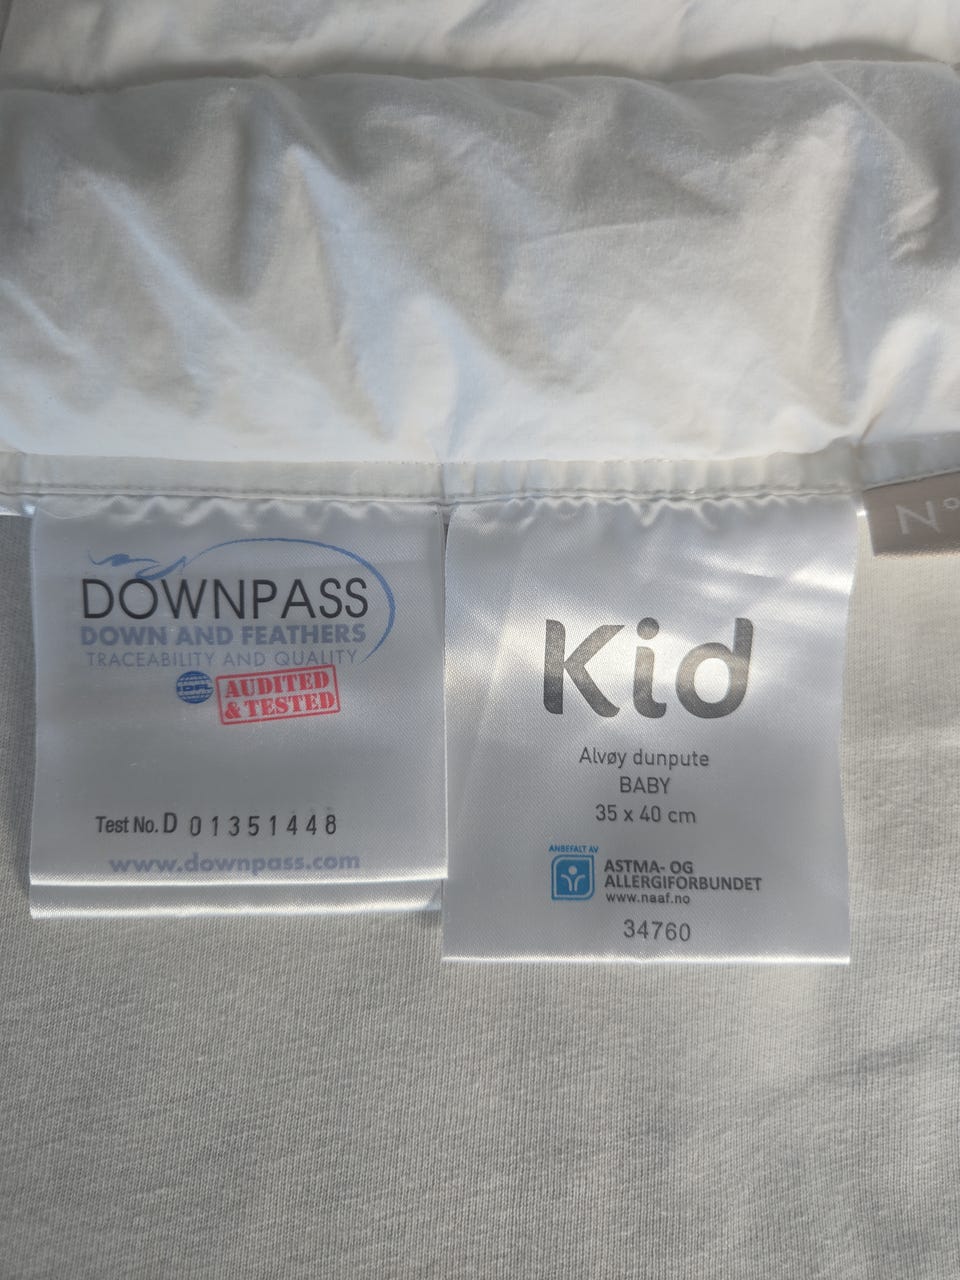 DOWNPASS
DOWN AND FEATHERS
TRACEABILITY AND QUALITY
AUDITED
& TESTED
Test No. D 01351448
www.downpass.com
Kid
Alvøy dunpute
BABY
35 x 40 cm
ANBEFALT AV
ASTMA- OG
ALLERGIFORBUNDET
www.naaf.no
34760
N°